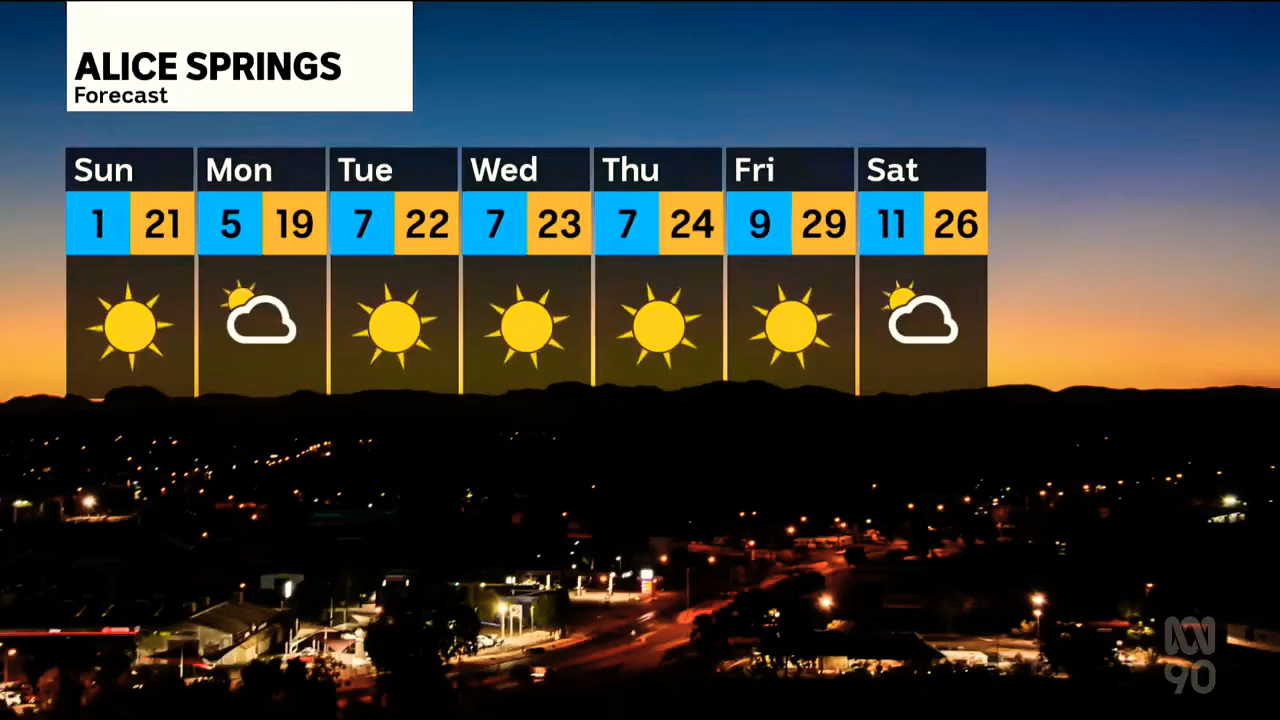 ALICE SPRINGS
Forecast
Sun Mon Tue Wed Thu Fri Sat
1 21 5 19 7 22 7 23 7 24 9 29 11 26
90